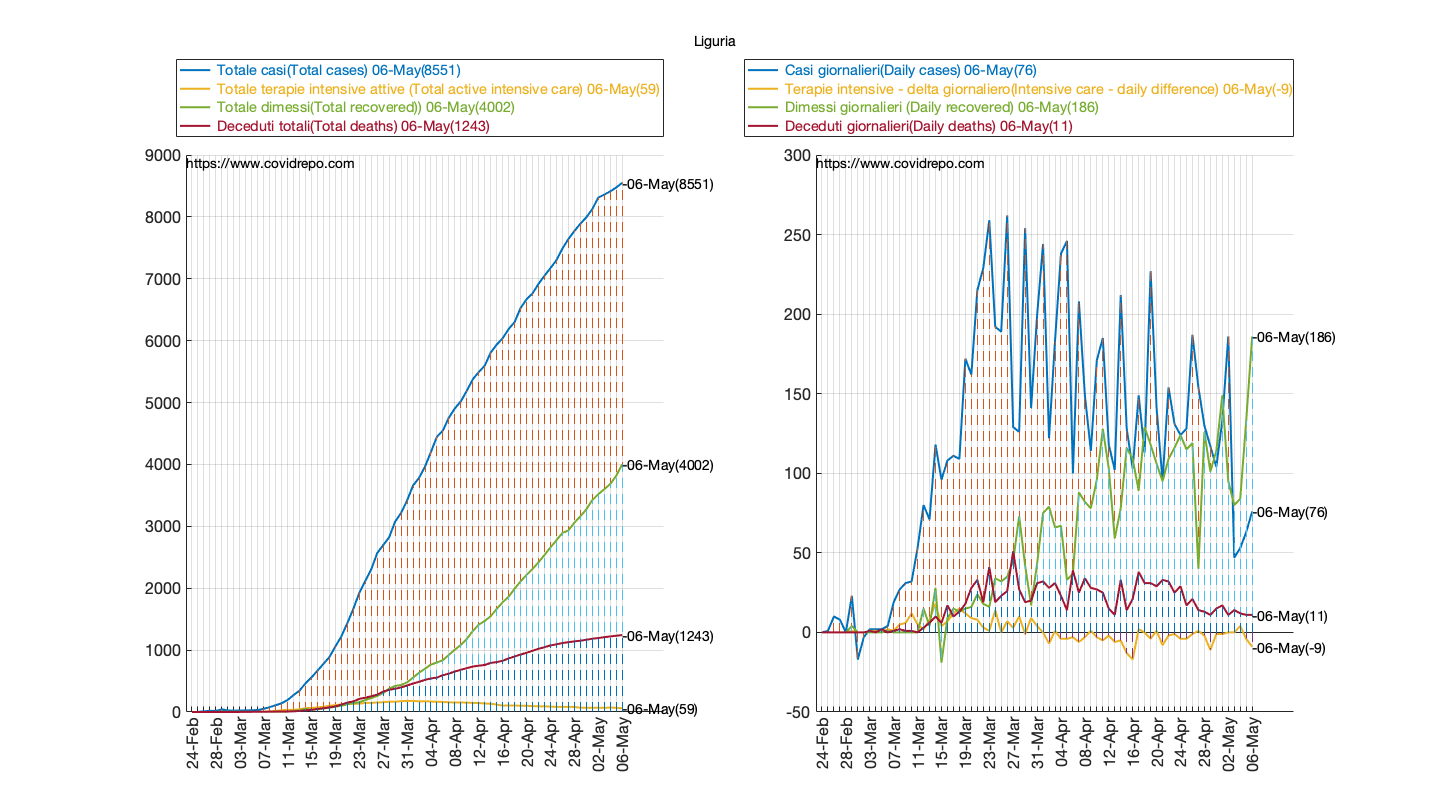 Liguria
Totale casi(Total cases) 06-May(8551)
Totale terapie intensive attive (Total active intensive care) 06-May(59)
Totale dimessi(Total recovered)) 06-May(4002)
Deceduti totali(Total deaths) 06-May(1243)
https://www.covidrepo.com
9000
8000
7000
6000
5000
4000
3000
2000
1000
0
-06-May(8551)
-06-May(4002)
-06-May(1243)
-06-May(59)
24-Feb
28-Feb
03-Mar
07-Mar
11-Mar
15-Mar
19-Mar
23-Mar
27-Mar
31-Mar
04-Apr
08-Apr
12-Apr
16-Apr
20-Apr
24-Apr
28-Apr
02-May
06-May
Casi giornalieri(Daily cases) 06-May(76)
Terapie intensive - delta giornaliero(Intensive care - daily difference) 06-May(-9)
Dimessi giornalieri (Daily recovered) 06-May(186)
Deceduti giornalieri(Daily deaths) 06-May(11)
https://www.covidrepo.com
300
250
200
150
100
50
0
-50
-06-May(186)
-06-May(76)
-06-May(11)
-06-May(-9)
24-Feb
28-Feb
03-Mar
07-Mar
11-Mar
15-Mar
19-Mar
23-Mar
27-Mar
31-Mar
04-Apr
08-Apr
12-Apr
16-Apr
20-Apr
24-Apr
28-Apr
02-May
06-May